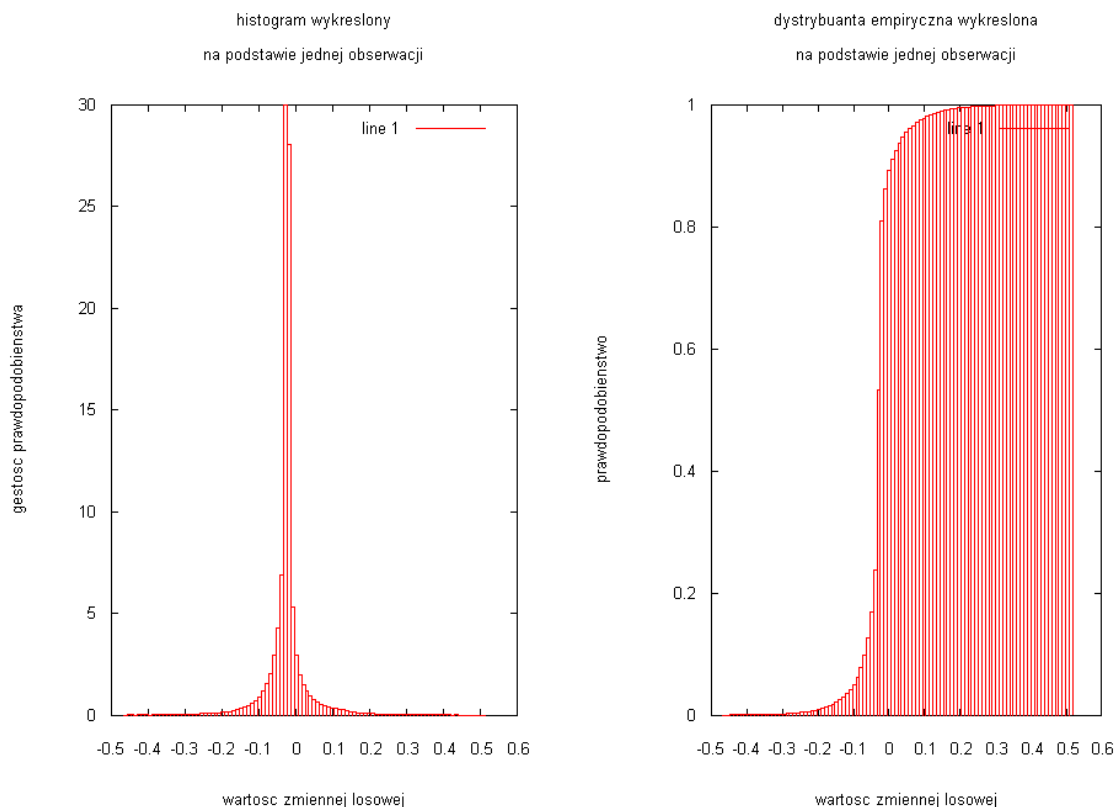 histogram wykreslony
na podstawie jednej obserwacji
line 1
30
25
20
15
10
5
0
gestosc prawdopodobienstwa
-0.5 -0.4 -0.3 -0.2 -0.1 0 0.1 0.2 0.3 0.4 0.5 0.6
wartosc zmiennej losowej
dystrybuanta empiryczna wykreslona
na podstawie jednej obserwacji
line 1
1
0.8
0.6
0.4
0.2
0
prawdopodobienstwo
-0.5 -0.4 -0.3 -0.2 -0.1 0 0.1 0.2 0.3 0.4 0.5 0.6
wartosc zmiennej losowej